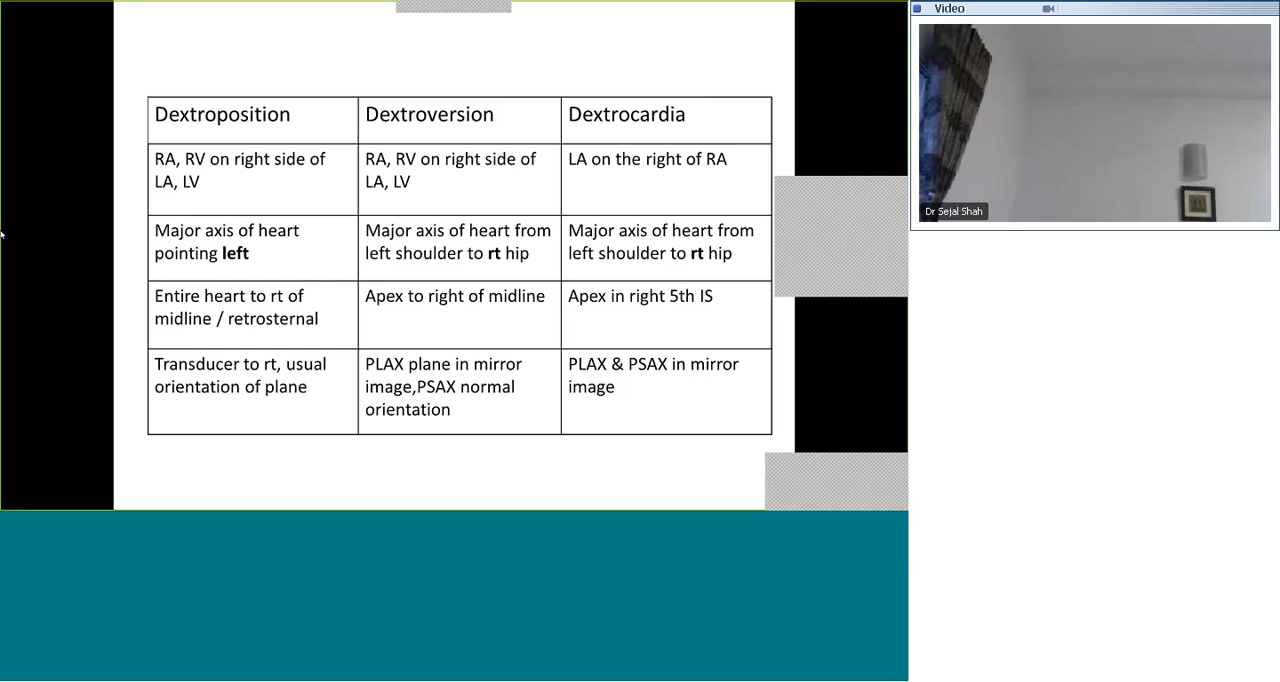 Video
Dextroposition
Dextroversion
Dextrocardia
RA, RV on right side of
LA, LV
RA, RV on right side of
LA, LV
LA on the right of RA
Major axis of heart
pointing left
Major axis of heart from
left shoulder to rt hip
Major axis of heart from
left shoulder to rt hip
Entire heart to rt of
midline / retrosternal
Apex to right of midline
Apex in right 5th IS
Transducer to rt, usual
orientation of plane
PLAX plane in mirror
image,PSAX normal
orientation
PLAX & PSAX in mirror
image
Dr Sejal Shah